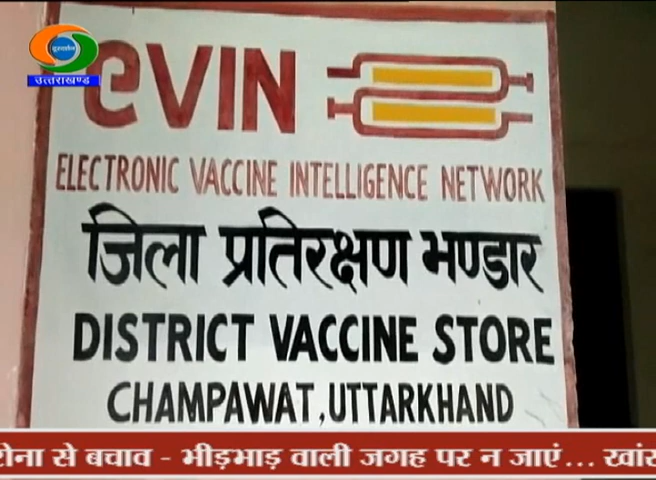 दूरदर्शन
उत्तराखण्ड
eVIN
ELECTRONIC VACCINE INTELLIGENCE NETWORK
जिला प्रतिरक्षण भण्डार
DISTRICT VACCINE STORE
CHAMPAWAT,UTTARKHAND
से बचाव - भीड़भाड़ वाली जगह पर न जाएं...